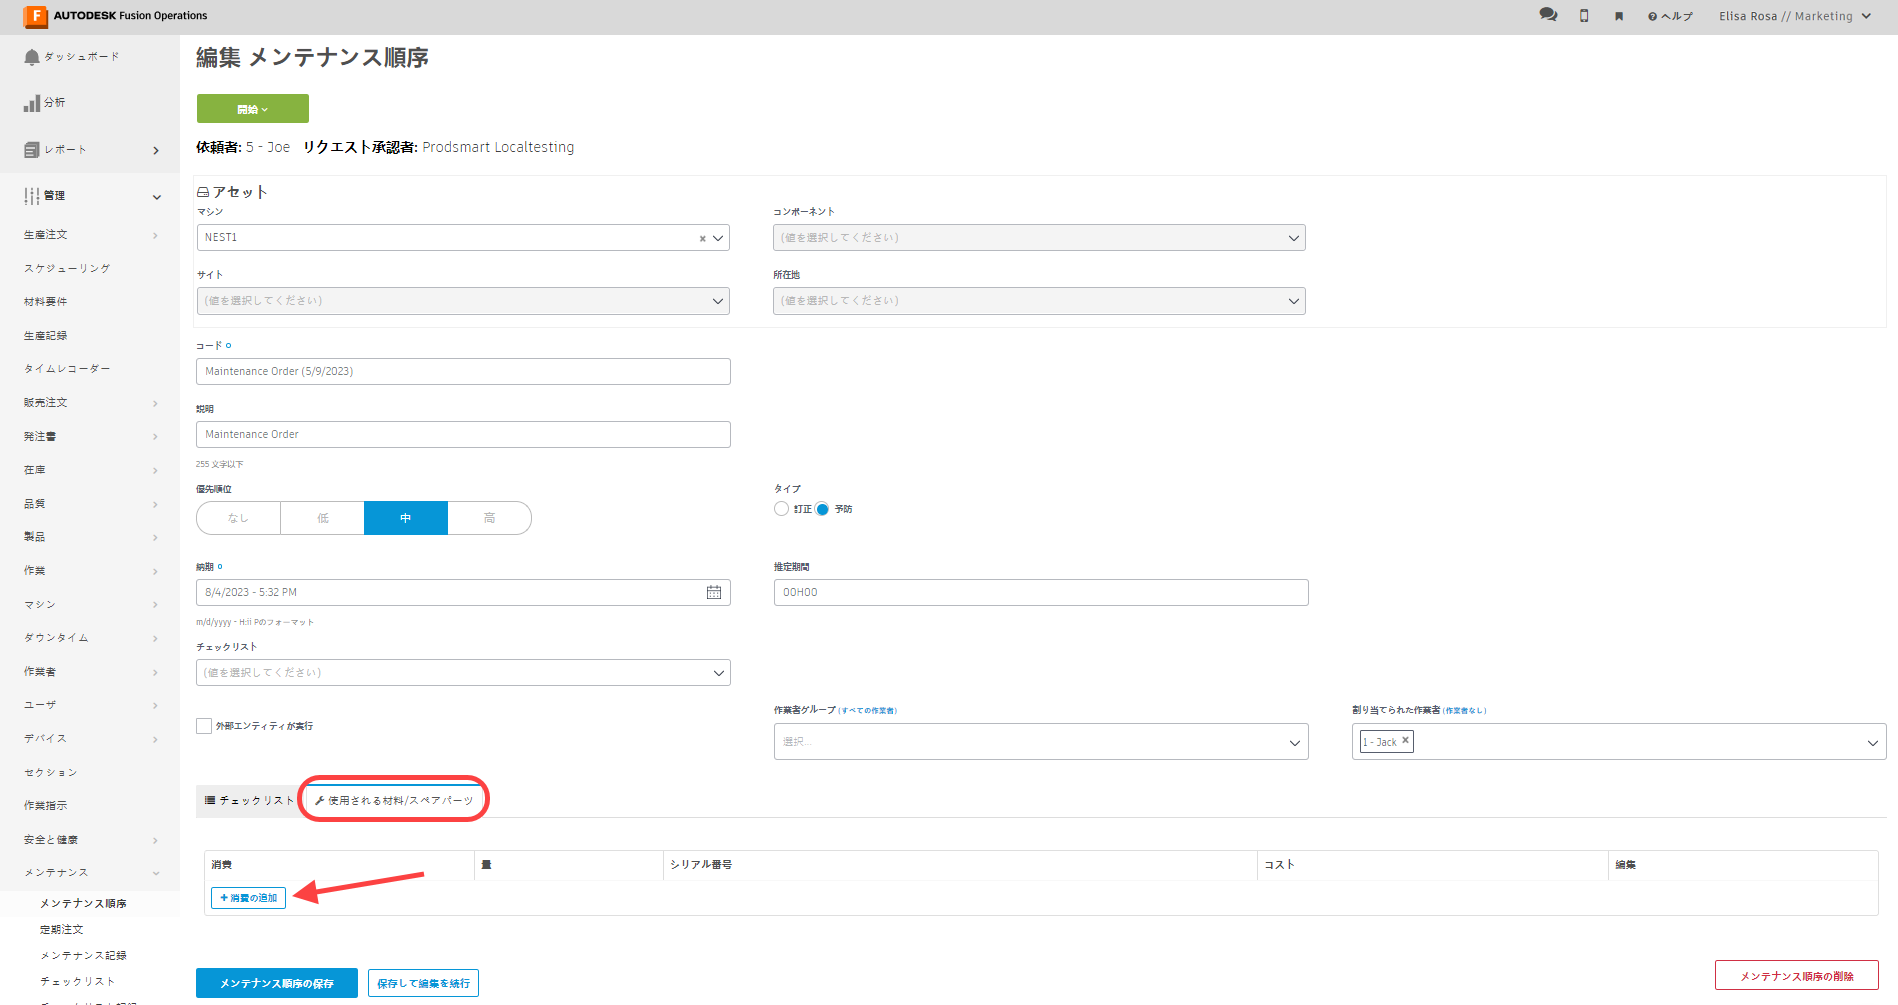 AUTODESK Fusion Operations
ヘルプ
Elisa Rosa // Marketing
ダッシュボード
分析
レポート
管理
生産注文
スケジューリング
材料要件
生産記録
タイムレコーダー
販売注文
発注書
在庫
品質
製品
作業
マシン
ダウンタイム
作業者
ユーザ
デバイス
セクション
作業指示
安全と健康
メンテナンス
メンテナンス順序
定期注文
メンテナンス記録
チェックリスト
チェックリスト記録
編集 メンテナンス順序
開始
依頼者: 5 - Joe リクエスト承認者: Prodsmart Localtesting
アセット
マシン
コンポーネント
NEST1
(値を選択してください)
サイト
所在地
(値を選択してください)
(値を選択してください)
コード
Maintenance Order (5/9/2023)
説明
Maintenance Order
255 文字以下
優先順位
タイプ
なし 低 中 高
訂正 予防
納期
推定期間
8/4/2023 - 5:32 PM
00H00
m/d/yyyy - H:ii Pのフォーマット
チェックリスト
(値を選択してください)
外部エンティティが実行
作業者グループ (すべての作業者)
割り当てられた作業者 (作業者なし)
選択...
1 - Jack ×
チェックリスト
使用される材料/スペアパーツ
消費 量 シリアル番号 コスト 編集
+ 消費の追加
メンテナンス順序の保存
保存して編集を続行
メンテナンス順序の削除